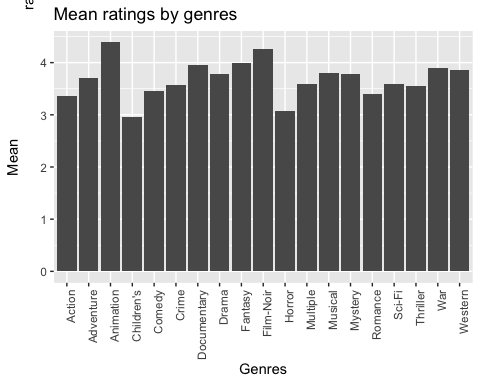 ra
Mean ratings by genres
Mean
4
3
2
1
0
Action
Adventure
Animation
Children's
Comedy
Crime
Documentary
Drama
Fantasy
Film-Noir
Horror
Multiple
Musical
Mystery
Romance
Sci-Fi
Thriller
War
Western
Genres